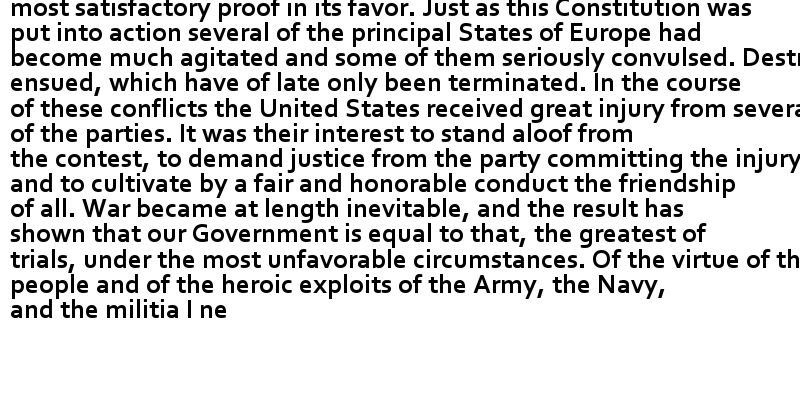 most satisfactory proof in its favor. Just as this Constitution was
put into action several of the principal States of Europe had
become much agitated and some of them seriously convulsed.
ensued, which have of late only been terminated. In the course
of these conflicts the United States received great injury from
of the parties. It was their interest to stand aloof from
the contest, to demand justice from the party committing the injury
and to cultivate by a fair and honorable conduct the friendship
of all. War became at length inevitable, and the result has
shown that our Government is equal to that, the greatest of
trials, under the most unfavorable circumstances. Of the virtue of
people and of the heroic exploits of the Army, the Navy,
and the militia I ne